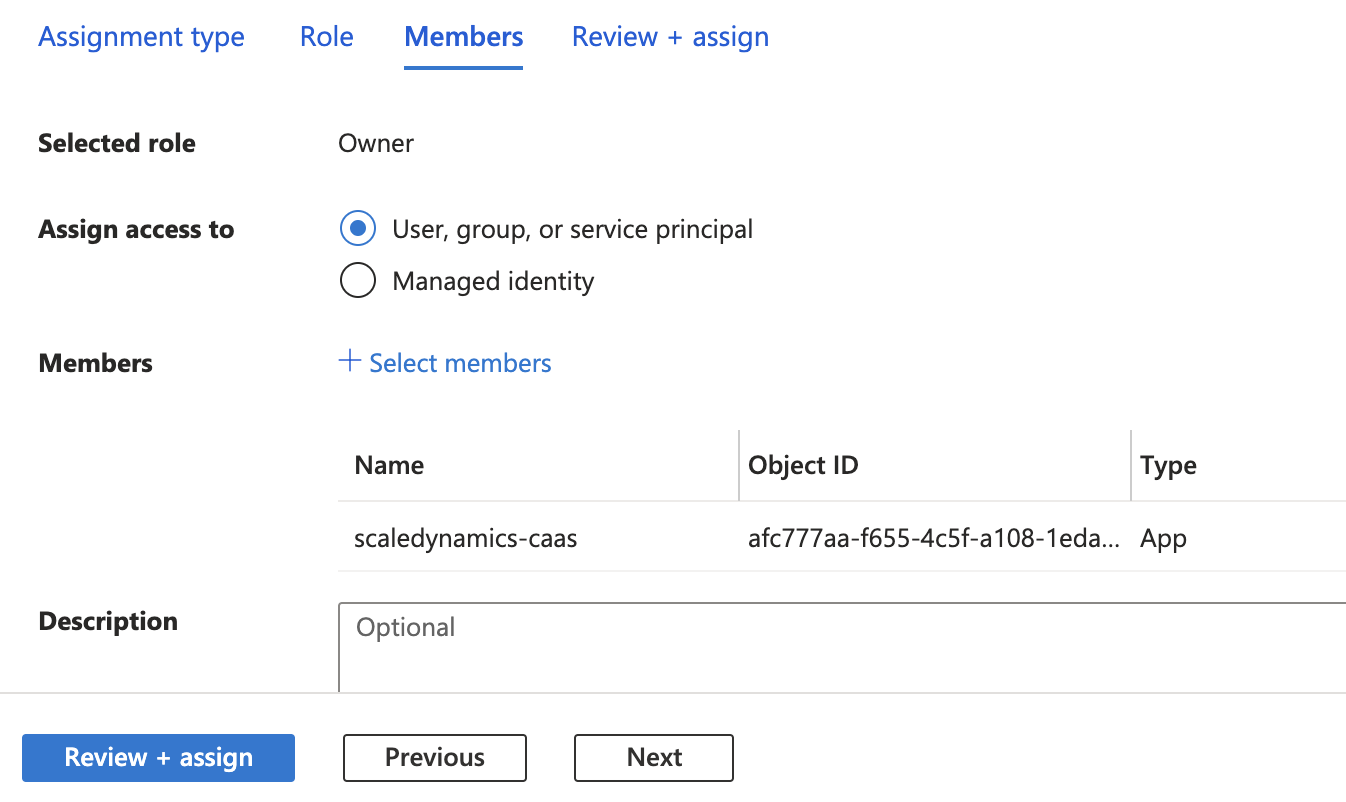 Assignment type Role Members Review + assign
Selected role Owner
Assign access to User, group, or service principal
Managed identity
Members + Select members
Name Object ID Type
scaledynamics-caas afc777aa-f655-4c5f-a108-1eda... App
Description Optional
Review + assign Previous Next